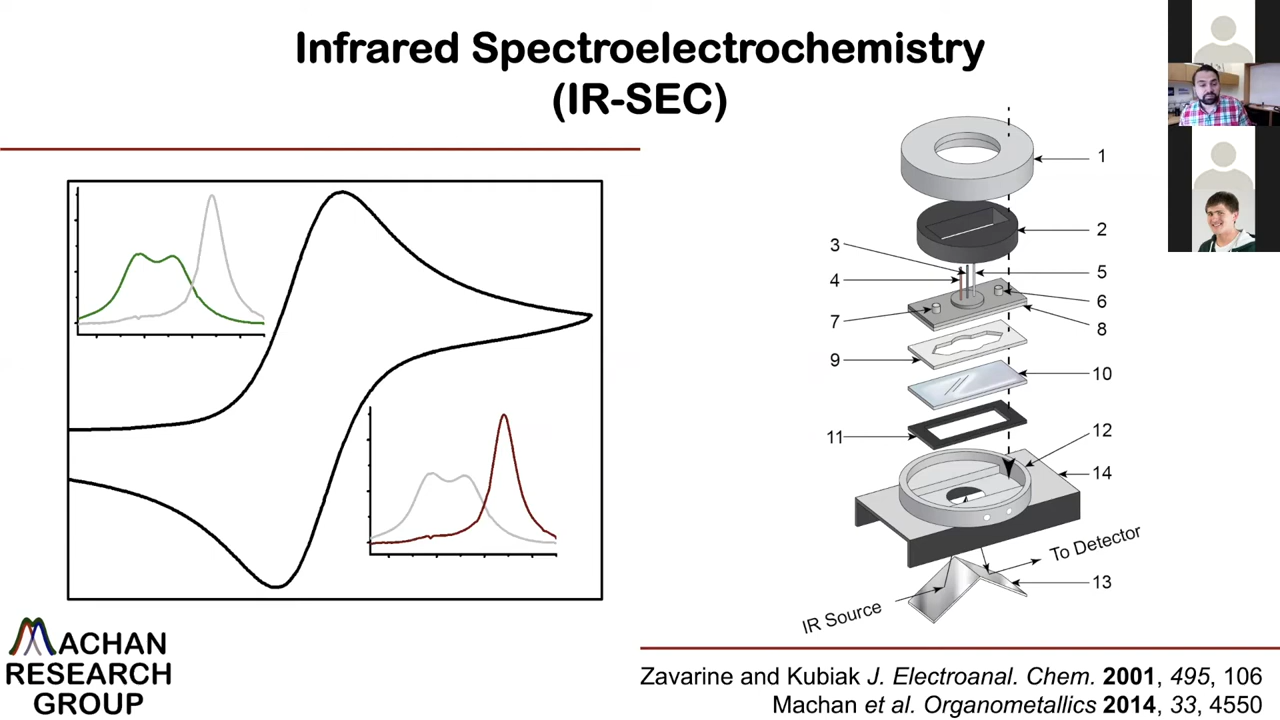 Infrared Spectroelectrochemistry
(IR-SEC)
1
2
3
5
4
6
7
8
9
10
11
12
14
To Detector
13
IR Source
MACHAN
RESEARCH
GROUP
Zavarine and Kubiak J. Electroanal. Chem. 2001, 495, 106
Machan et al. Organometallics 2014, 33, 4550